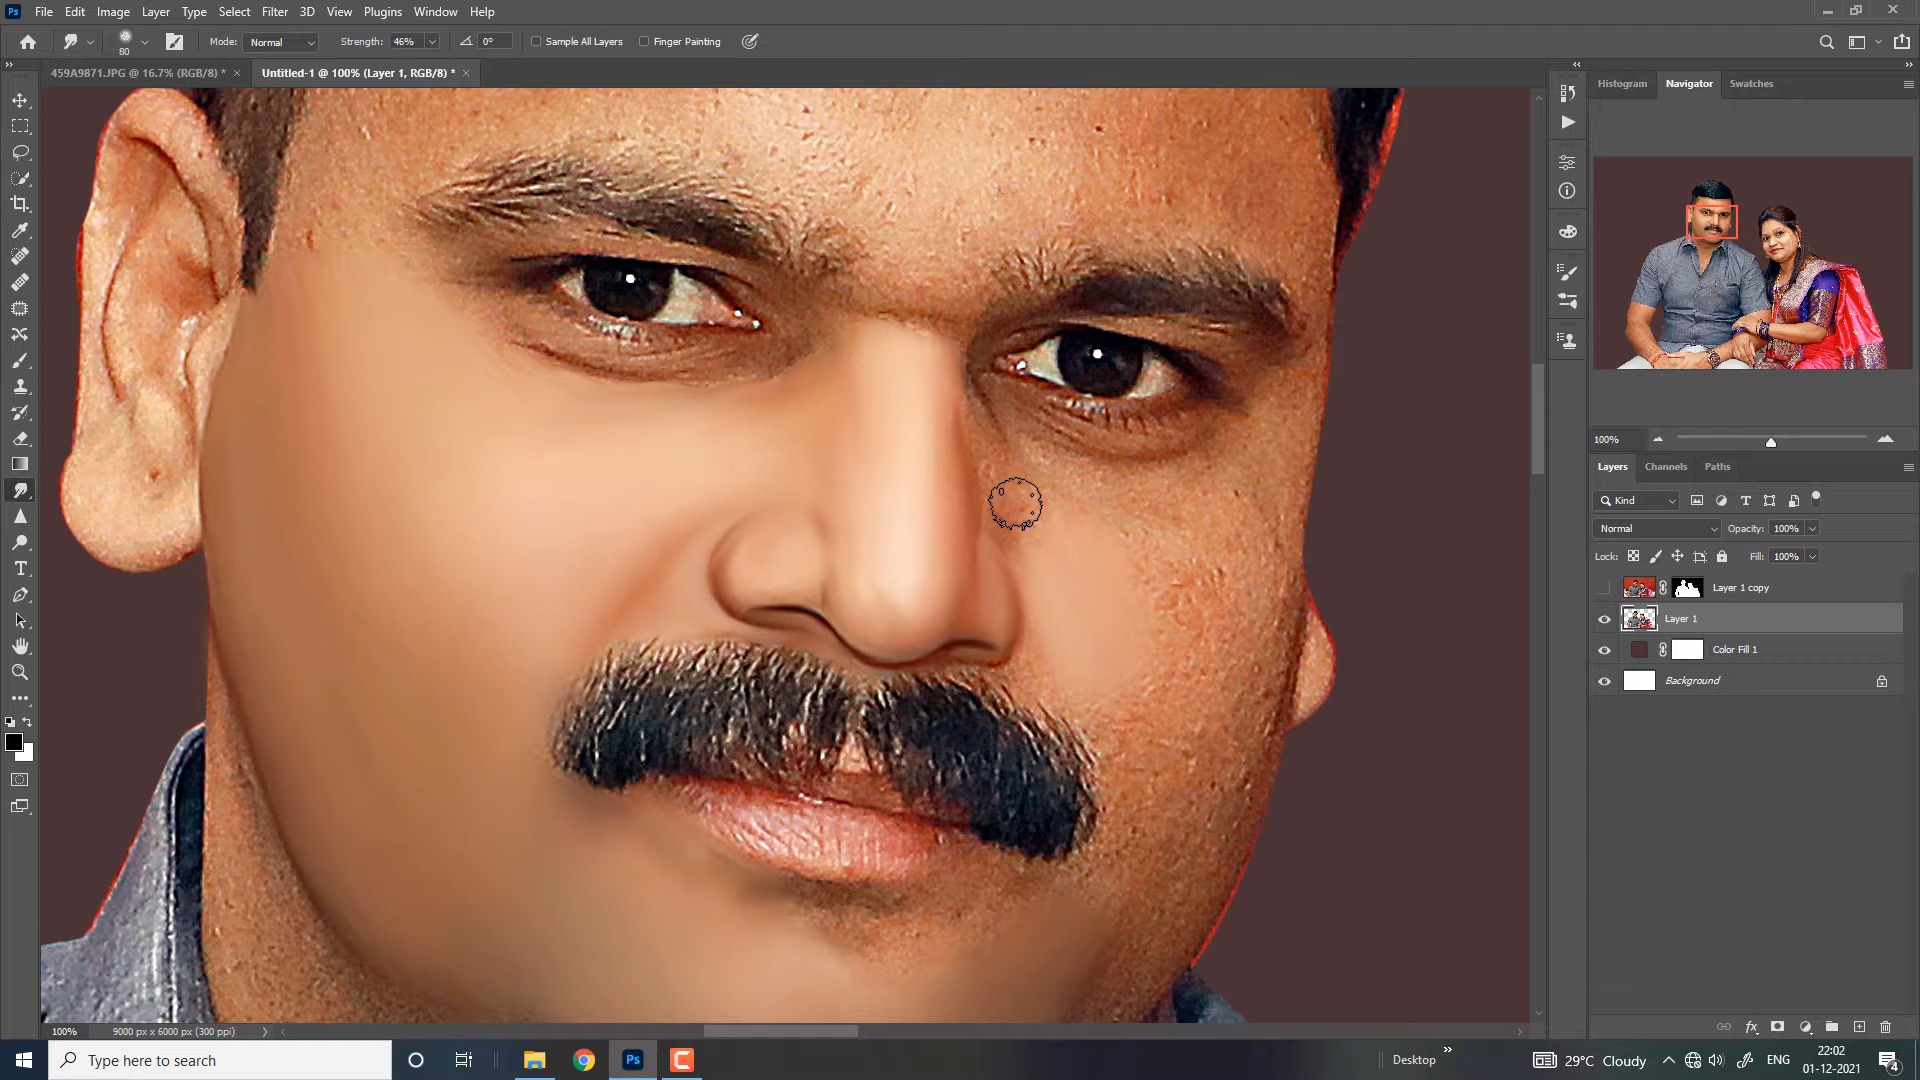 Ps File Edit Image Layer Type Select Filter 3D View Plugins Window Help
80 Mode: Normal Strength: 46% 0° Sample All Layers Finger Painting
459A9871.JPG @ 16.7% (RGB/8) * × Untitled-1 @ 100% (Layer 1, RGB/8) * ×
Histogram Navigator Swatches
100%
Layers Channels Paths
Kind
Normal Opacity: 100%
Lock: Fill: 100%
Layer 1 copy
Layer 1
Color Fill 1
Background
100% 9000 px x 6000 px (300 ppi)
Type here to search Ps Desktop 29°C Cloudy ENG 22:02
01-12-2021 4